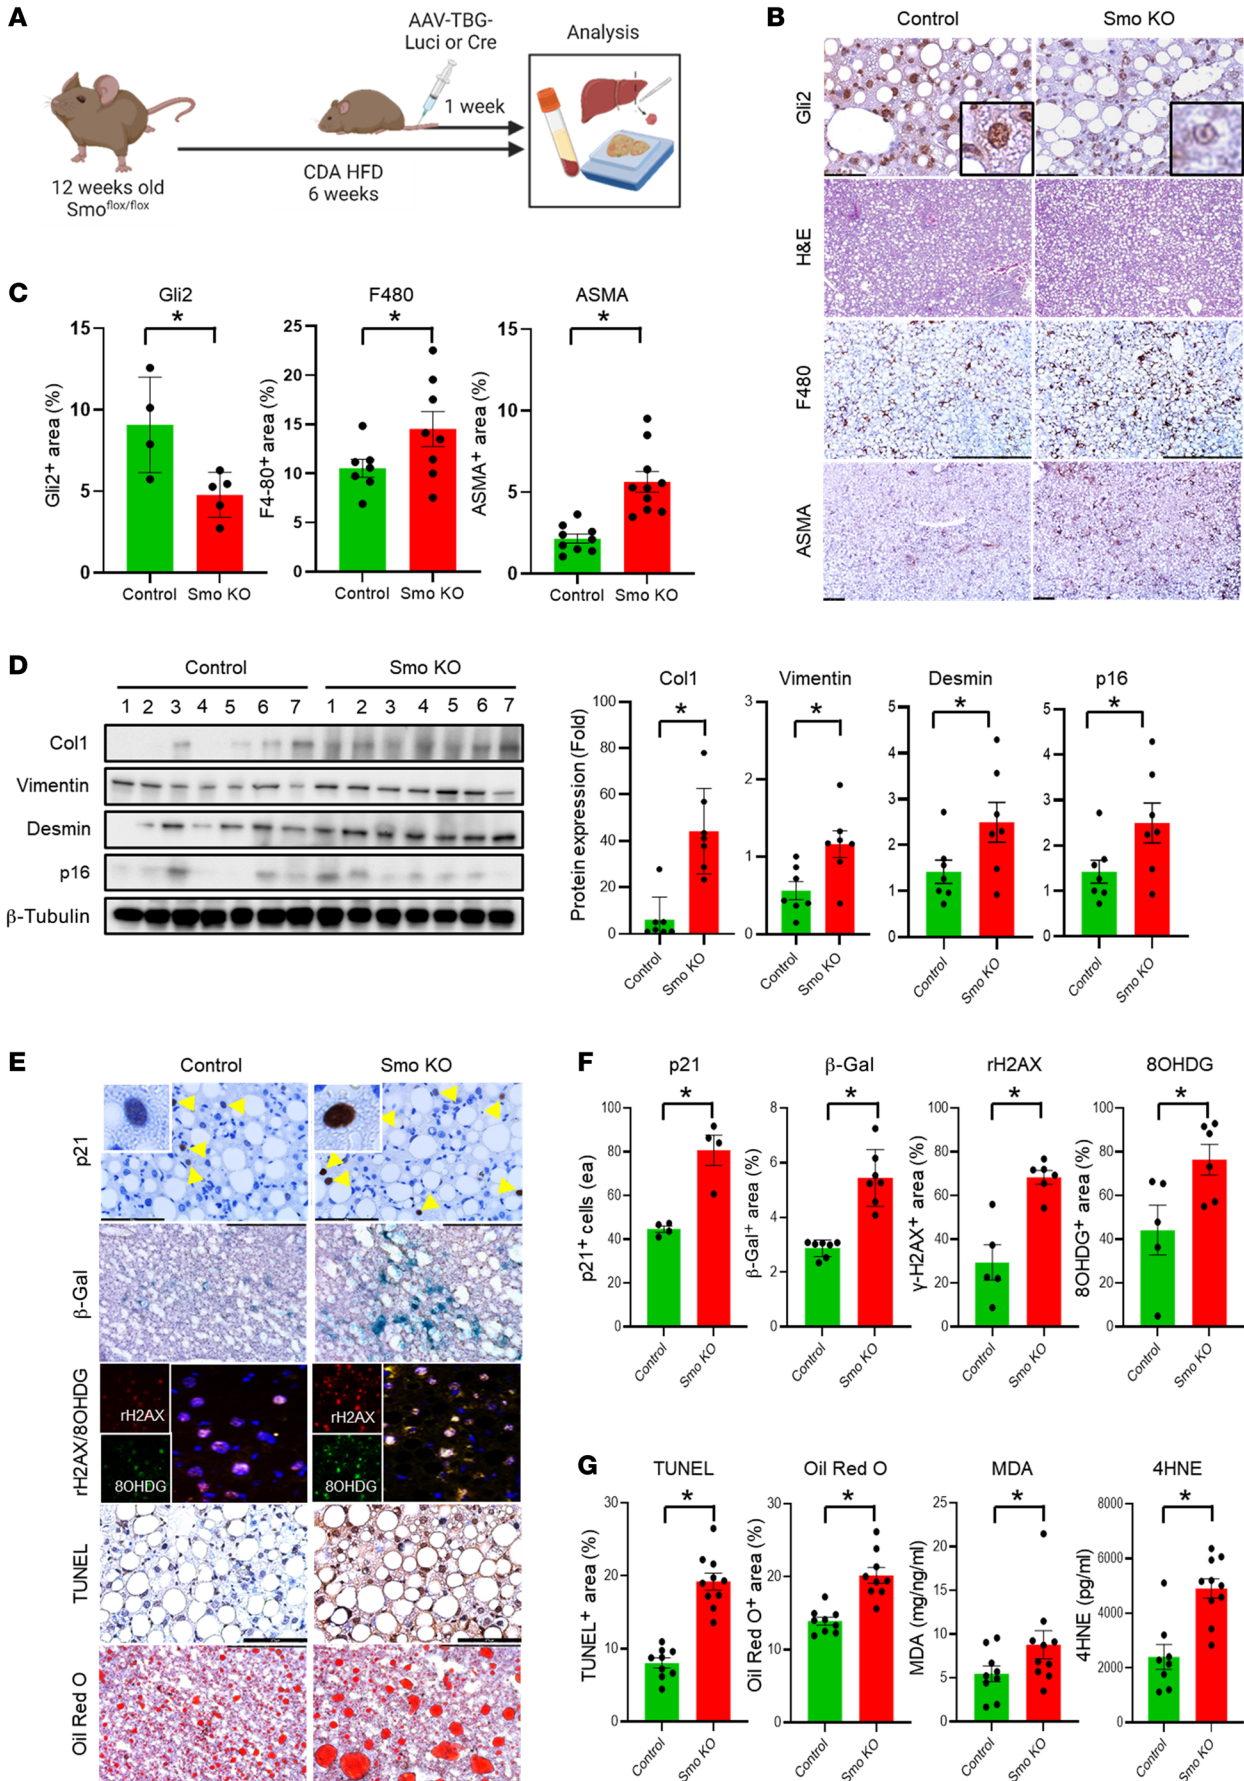 A
AAV-TBG-
Luci or Cre
Analysis
1 week
CDA HFD
6 weeks
12 weeks old
Smo^flox/flox
B
Control Smo KO
Gli2
H&E
F480
ASMA
C
Gli2 F480 ASMA
* * *
Gli2⁺ area (%)
15
10
5
0
Control Smo KO
F4-80⁺ area (%)
25
20
15
10
5
0
Control Smo KO
ASMA⁺ area (%)
15
10
5
0
Control Smo KO
D
Control Smo KO
1 2 3 4 5 6 7 1 2 3 4 5 6 7
Col1
Vimentin
Desmin
p16
β-Tubulin
Col1 Vimentin Desmin p16
* * * *
Protein expression (Fold)
100
80
60
40
20
0
Control Smo KO
3
2
1
0
Control Smo KO
5
4
3
2
1
0
Control Smo KO
5
4
3
2
1
0
Control Smo KO
E
Control Smo KO
p21
β-Gal
rH2AX/8OHDG
rH2AX
8OHDG
rH2AX
8OHDG
TUNEL
Oil Red O
F
p21 β-Gal rH2AX 8OHDG
* * * *
p21⁺ cells (ea)
100
80
60
40
20
0
Control Smo KO
β-Gal⁺ area (%)
8
6
4
2
0
Control Smo KO
γ-H2AX⁺ area (%)
100
80
60
40
20
0
Control Smo KO
8OHDG⁺ area (%)
100
80
60
40
20
0
Control Smo KO
G
TUNEL Oil Red O MDA 4HNE
* * * *
TUNEL⁺ area (%)
30
20
10
0
Control Smo KO
Oil Red O⁺ area (%)
30
20
10
0
Control Smo KO
MDA (mg/ng/ml)
25
20
15
10
5
0
Control Smo KO
4HNE (pg/ml)
8000
6000
4000
2000
0
Control Smo KO